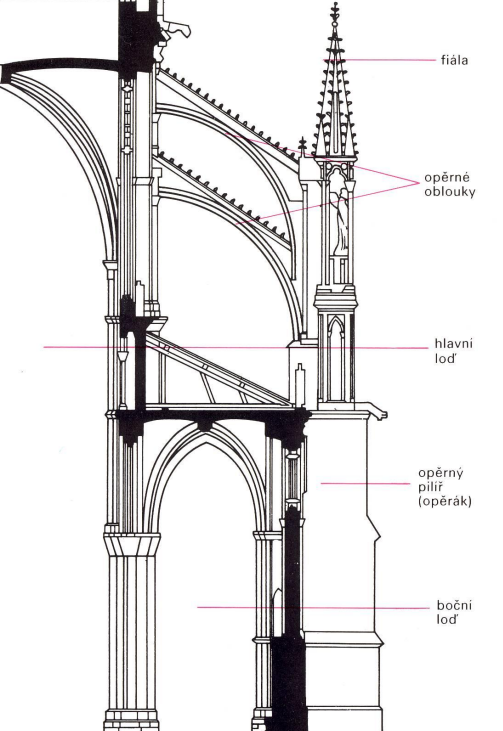 fiála
opěrné
oblouky
hlavní
loď
opěrný
pilíř
(opěrák)
boční
loď